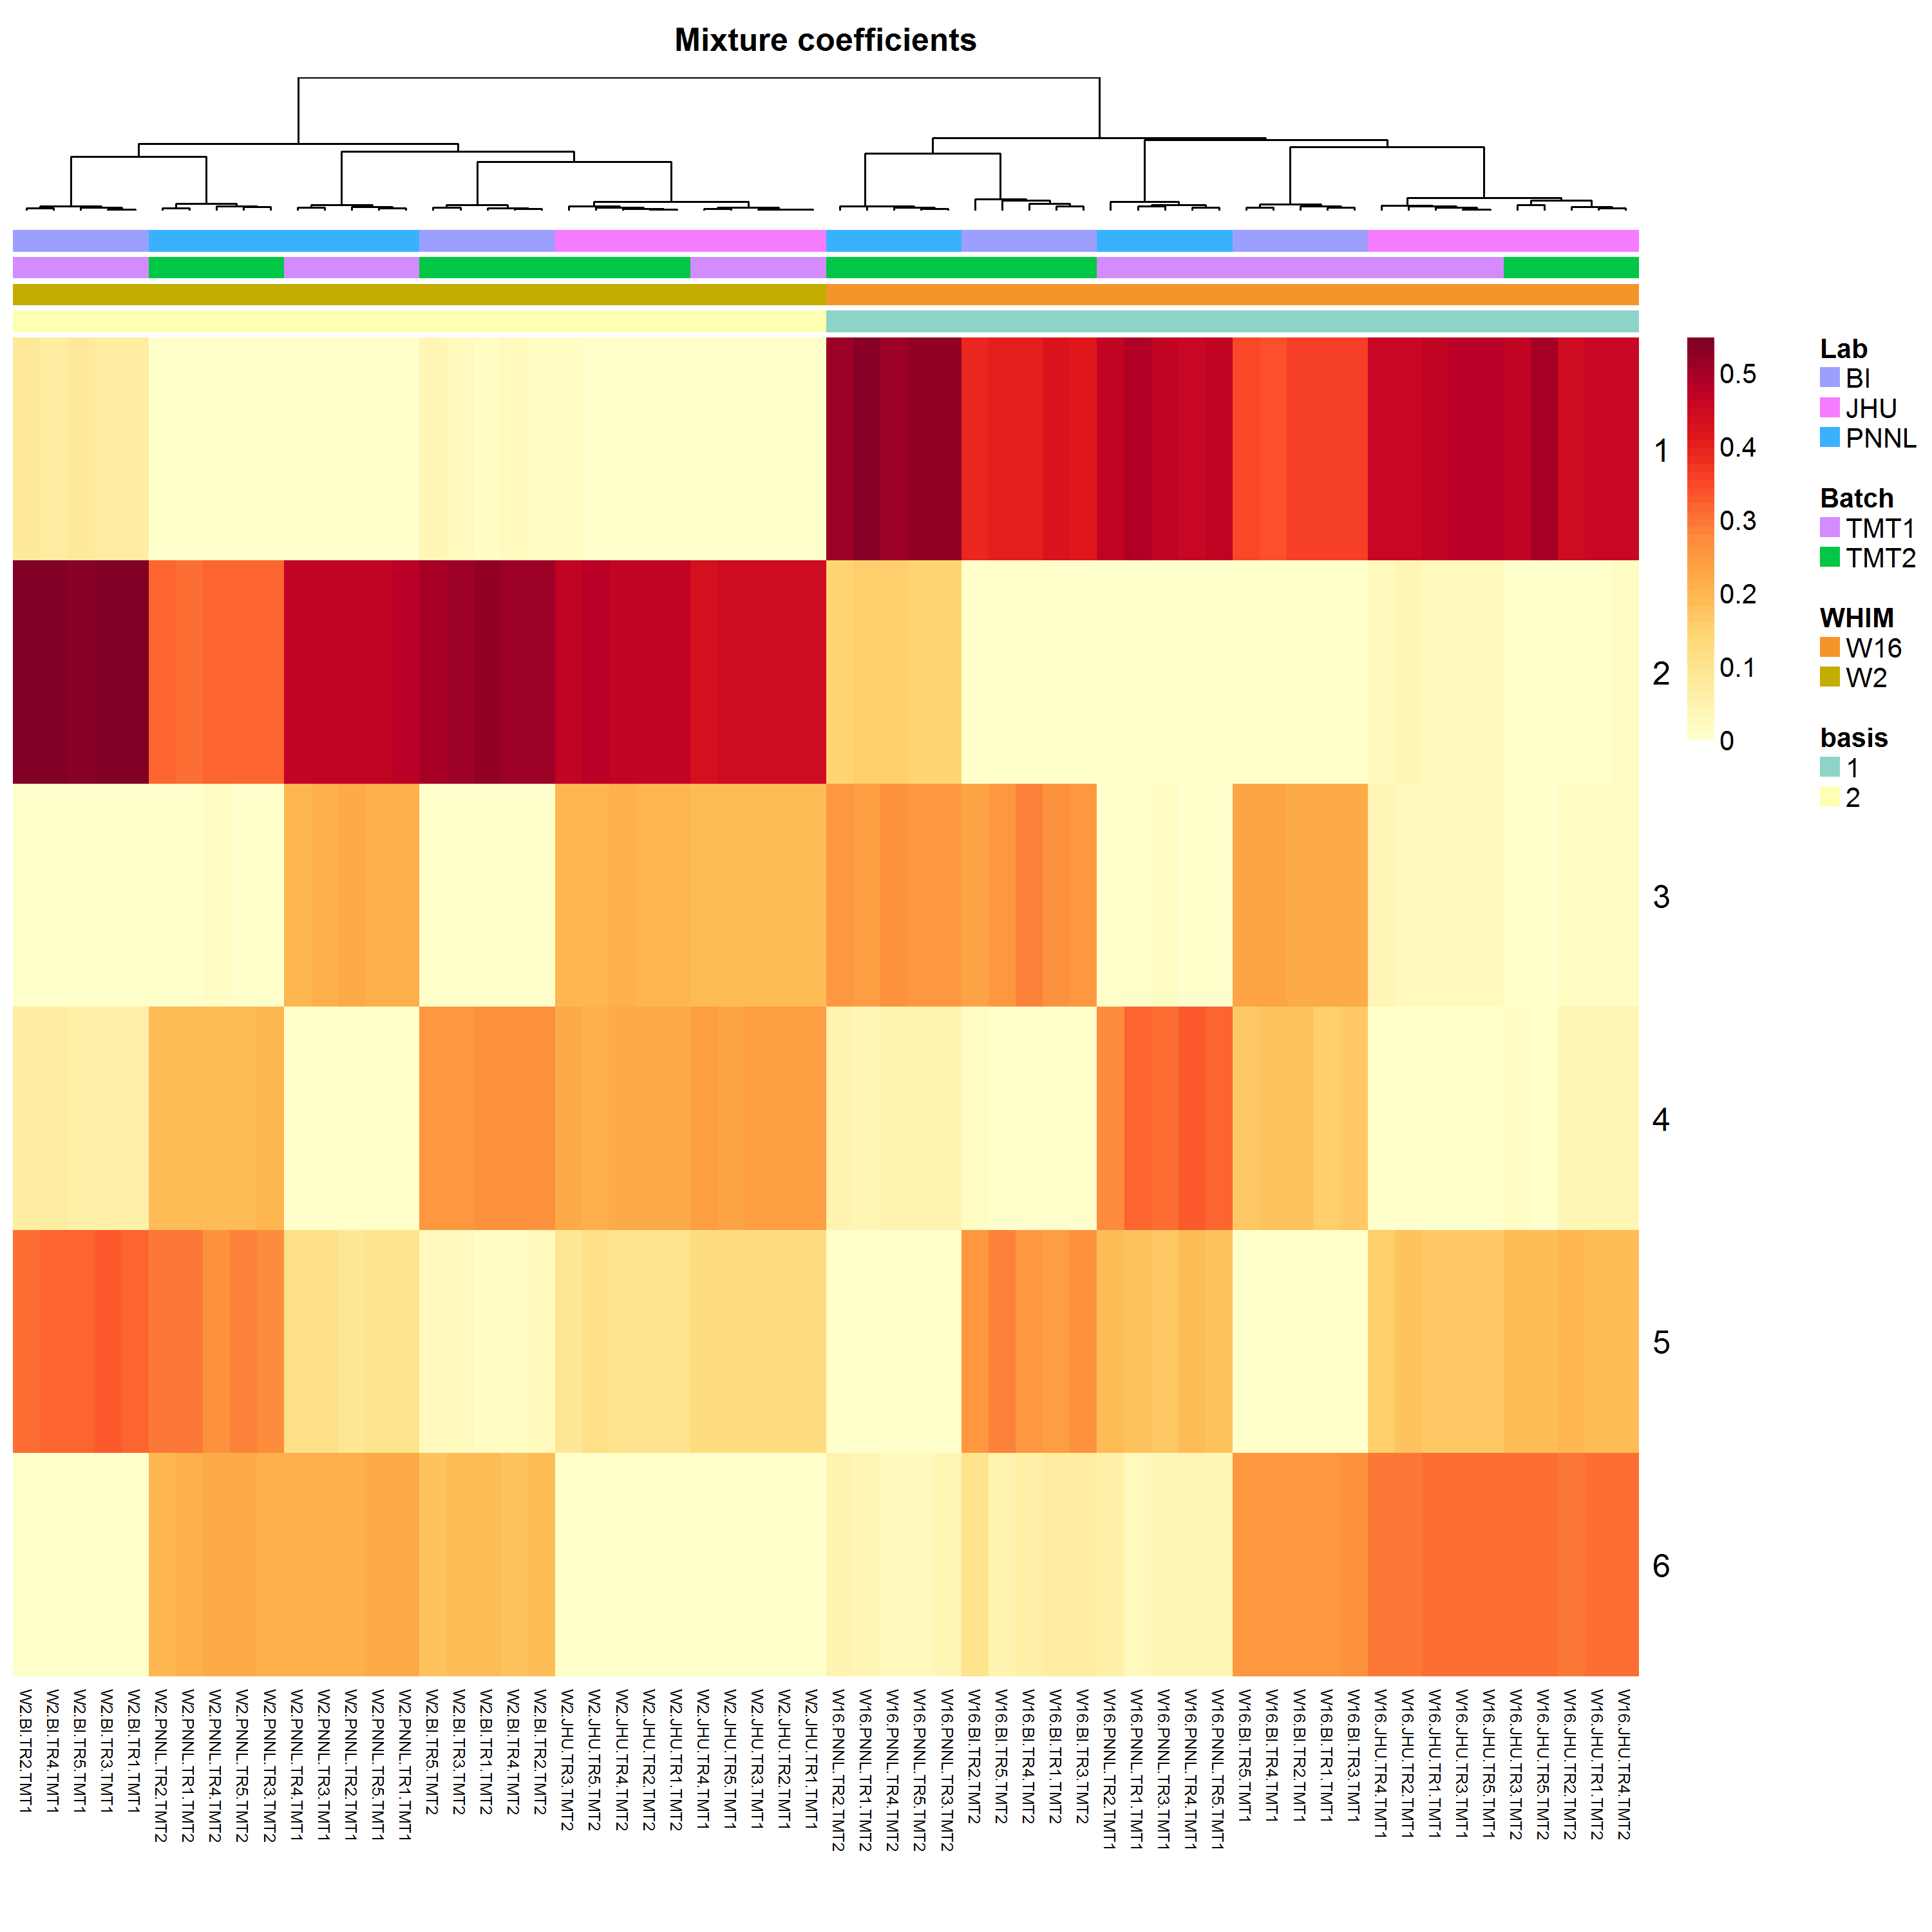 Mixture coefficients
0.5
0.4
0.3
0.2
0.1
0
Lab
BI
JHU
PNNL
Batch
TMT1
TMT2
WHIM
W16
W2
basis
1
2
1
2
3
4
5
6
W2.BI.TR2.TMT1
W2.BI.TR4.TMT1
W2.BI.TR5.TMT1
W2.BI.TR3.TMT1
W2.BI.TR1.TMT1
W2.PNNL.TR2.TMT2
W2.PNNL.TR1.TMT2
W2.PNNL.TR4.TMT2
W2.PNNL.TR5.TMT2
W2.PNNL.TR3.TMT2
W2.PNNL.TR4.TMT1
W2.PNNL.TR3.TMT1
W2.PNNL.TR2.TMT1
W2.PNNL.TR5.TMT1
W2.PNNL.TR1.TMT1
W2.BI.TR5.TMT2
W2.BI.TR3.TMT2
W2.BI.TR1.TMT2
W2.BI.TR4.TMT2
W2.BI.TR2.TMT2
W2.JHU.TR3.TMT2
W2.JHU.TR5.TMT2
W2.JHU.TR4.TMT2
W2.JHU.TR2.TMT2
W2.JHU.TR1.TMT2
W2.JHU.TR4.TMT1
W2.JHU.TR5.TMT1
W2.JHU.TR3.TMT1
W2.JHU.TR2.TMT1
W2.JHU.TR1.TMT1
W16.PNNL.TR2.TMT2
W16.PNNL.TR1.TMT2
W16.PNNL.TR4.TMT2
W16.PNNL.TR5.TMT2
W16.PNNL.TR3.TMT2
W16.BI.TR2.TMT2
W16.BI.TR5.TMT2
W16.BI.TR4.TMT2
W16.BI.TR1.TMT2
W16.BI.TR3.TMT2
W16.PNNL.TR2.TMT1
W16.PNNL.TR1.TMT1
W16.PNNL.TR3.TMT1
W16.PNNL.TR4.TMT1
W16.PNNL.TR5.TMT1
W16.BI.TR5.TMT1
W16.BI.TR4.TMT1
W16.BI.TR2.TMT1
W16.BI.TR1.TMT1
W16.BI.TR3.TMT1
W16.JHU.TR4.TMT1
W16.JHU.TR2.TMT1
W16.JHU.TR1.TMT1
W16.JHU.TR3.TMT1
W16.JHU.TR5.TMT1
W16.JHU.TR3.TMT2
W16.JHU.TR5.TMT2
W16.JHU.TR2.TMT2
W16.JHU.TR1.TMT2
W16.JHU.TR4.TMT2